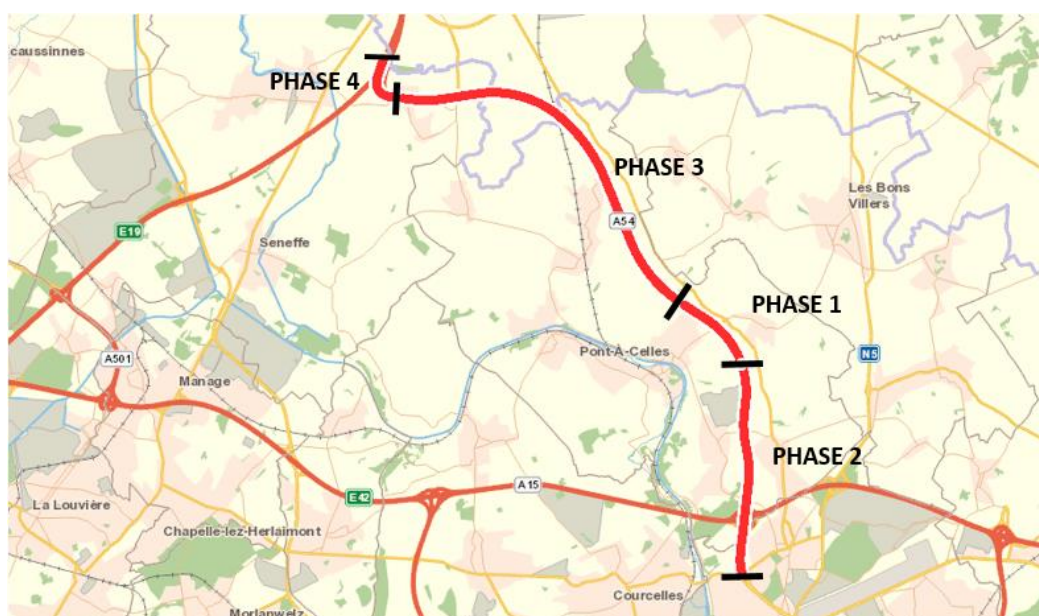 caussinnes
PHASE 4
PHASE 3
Les Bons
Villers
A54
E19
Seneffe
PHASE 1
Pont-À-Celles
N5
A501
Manage
PHASE 2
A15
E42
La Louvière
Chapelle-lez-Herlaimont
Courcelles
Morlanwelz